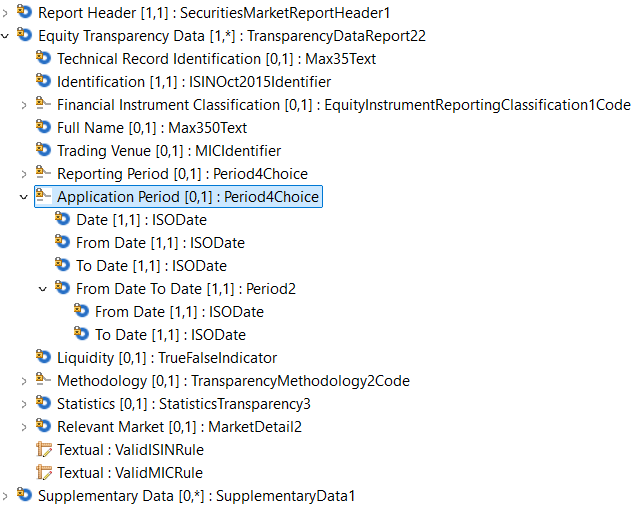 Report Header [1,1] : SecuritiesMarketReportHeader1
Equity Transparency Data [1,*] : TransparencyDataReport22
Technical Record Identification [0,1] : Max35Text
Identification [1,1] : ISINOct2015Identifier
Financial Instrument Classification [0,1] : EquityInstrumentReportingClassification1Code
Full Name [0,1] : Max350Text
Trading Venue [0,1] : MICIdentifier
Reporting Period [0,1] : Period4Choice
Application Period [0,1] : Period4Choice
Date [1,1] : ISODate
From Date [1,1] : ISODate
To Date [1,1] : ISODate
From Date To Date [1,1] : Period2
From Date [1,1] : ISODate
To Date [1,1] : ISODate
Liquidity [0,1] : TrueFalseIndicator
Methodology [0,1] : TransparencyMethodology2Code
Statistics [0,1] : StatisticsTransparency3
Relevant Market [0,1] : MarketDetail2
Textual : ValidISINRule
Textual : ValidMICRule
Supplementary Data [0,*] : SupplementaryData1